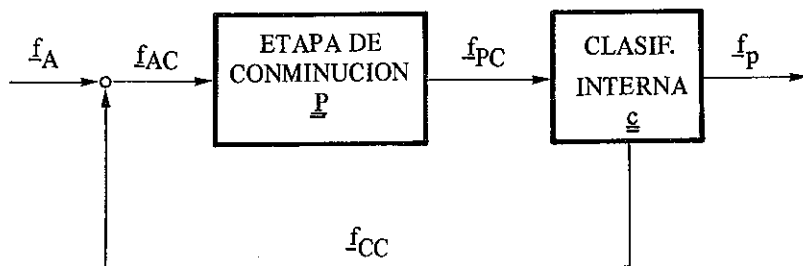 f_A
f_AC
ETAPA DE
CONMINUCION
P
f_PC
CLASIF.
INTERNA
c
f_p
f_CC